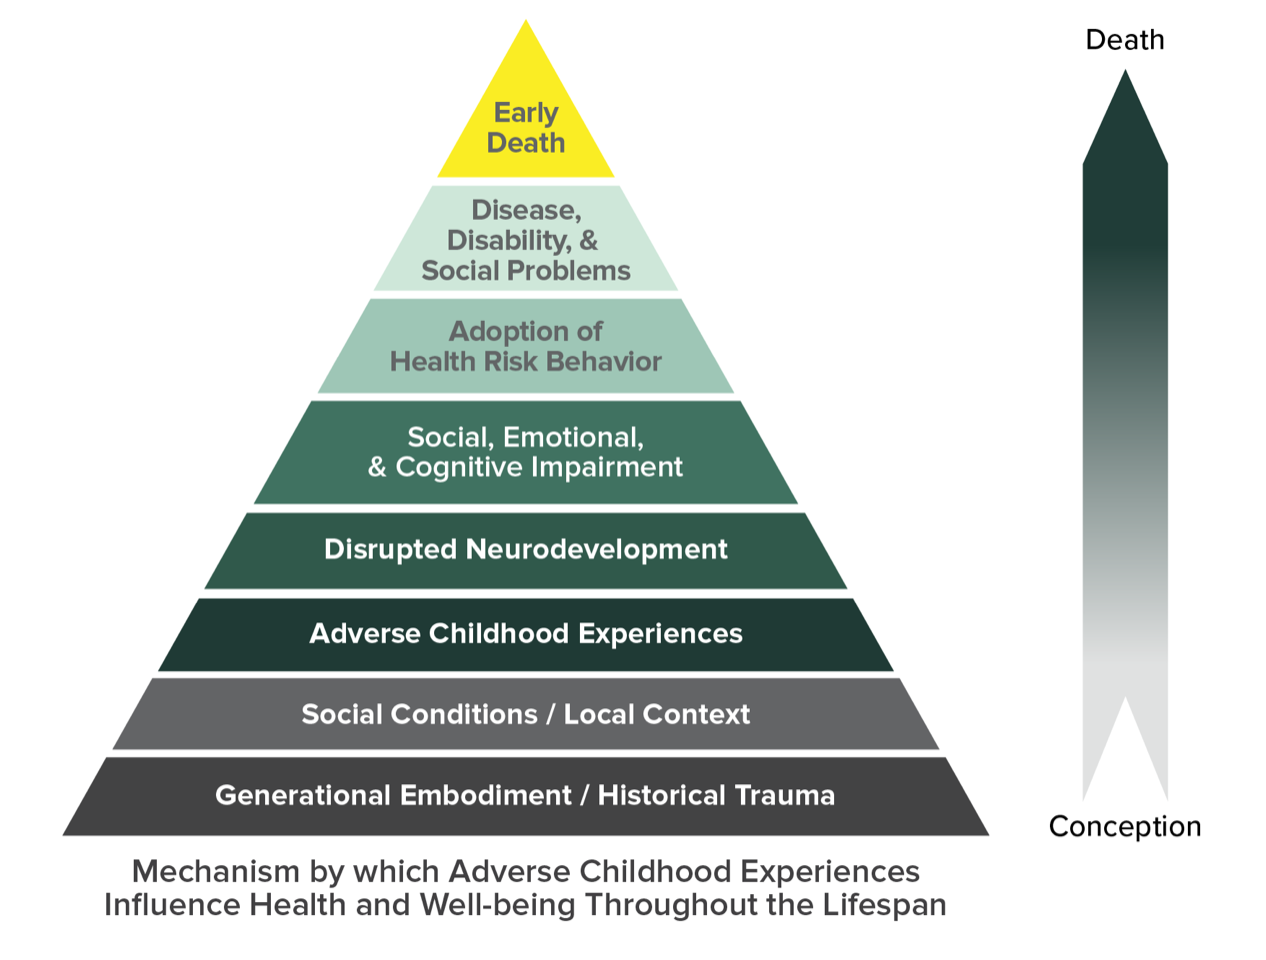 Death
Early
Death
Disease,
Disability, &
Social Problems
Adoption of
Health Risk Behavior
Social, Emotional,
& Cognitive Impairment
Disrupted Neurodevelopment
Adverse Childhood Experiences
Social Conditions / Local Context
Generational Embodiment / Historical Trauma
Conception
Mechanism by which Adverse Childhood Experiences
Influence Health and Well-being Throughout the Lifespan